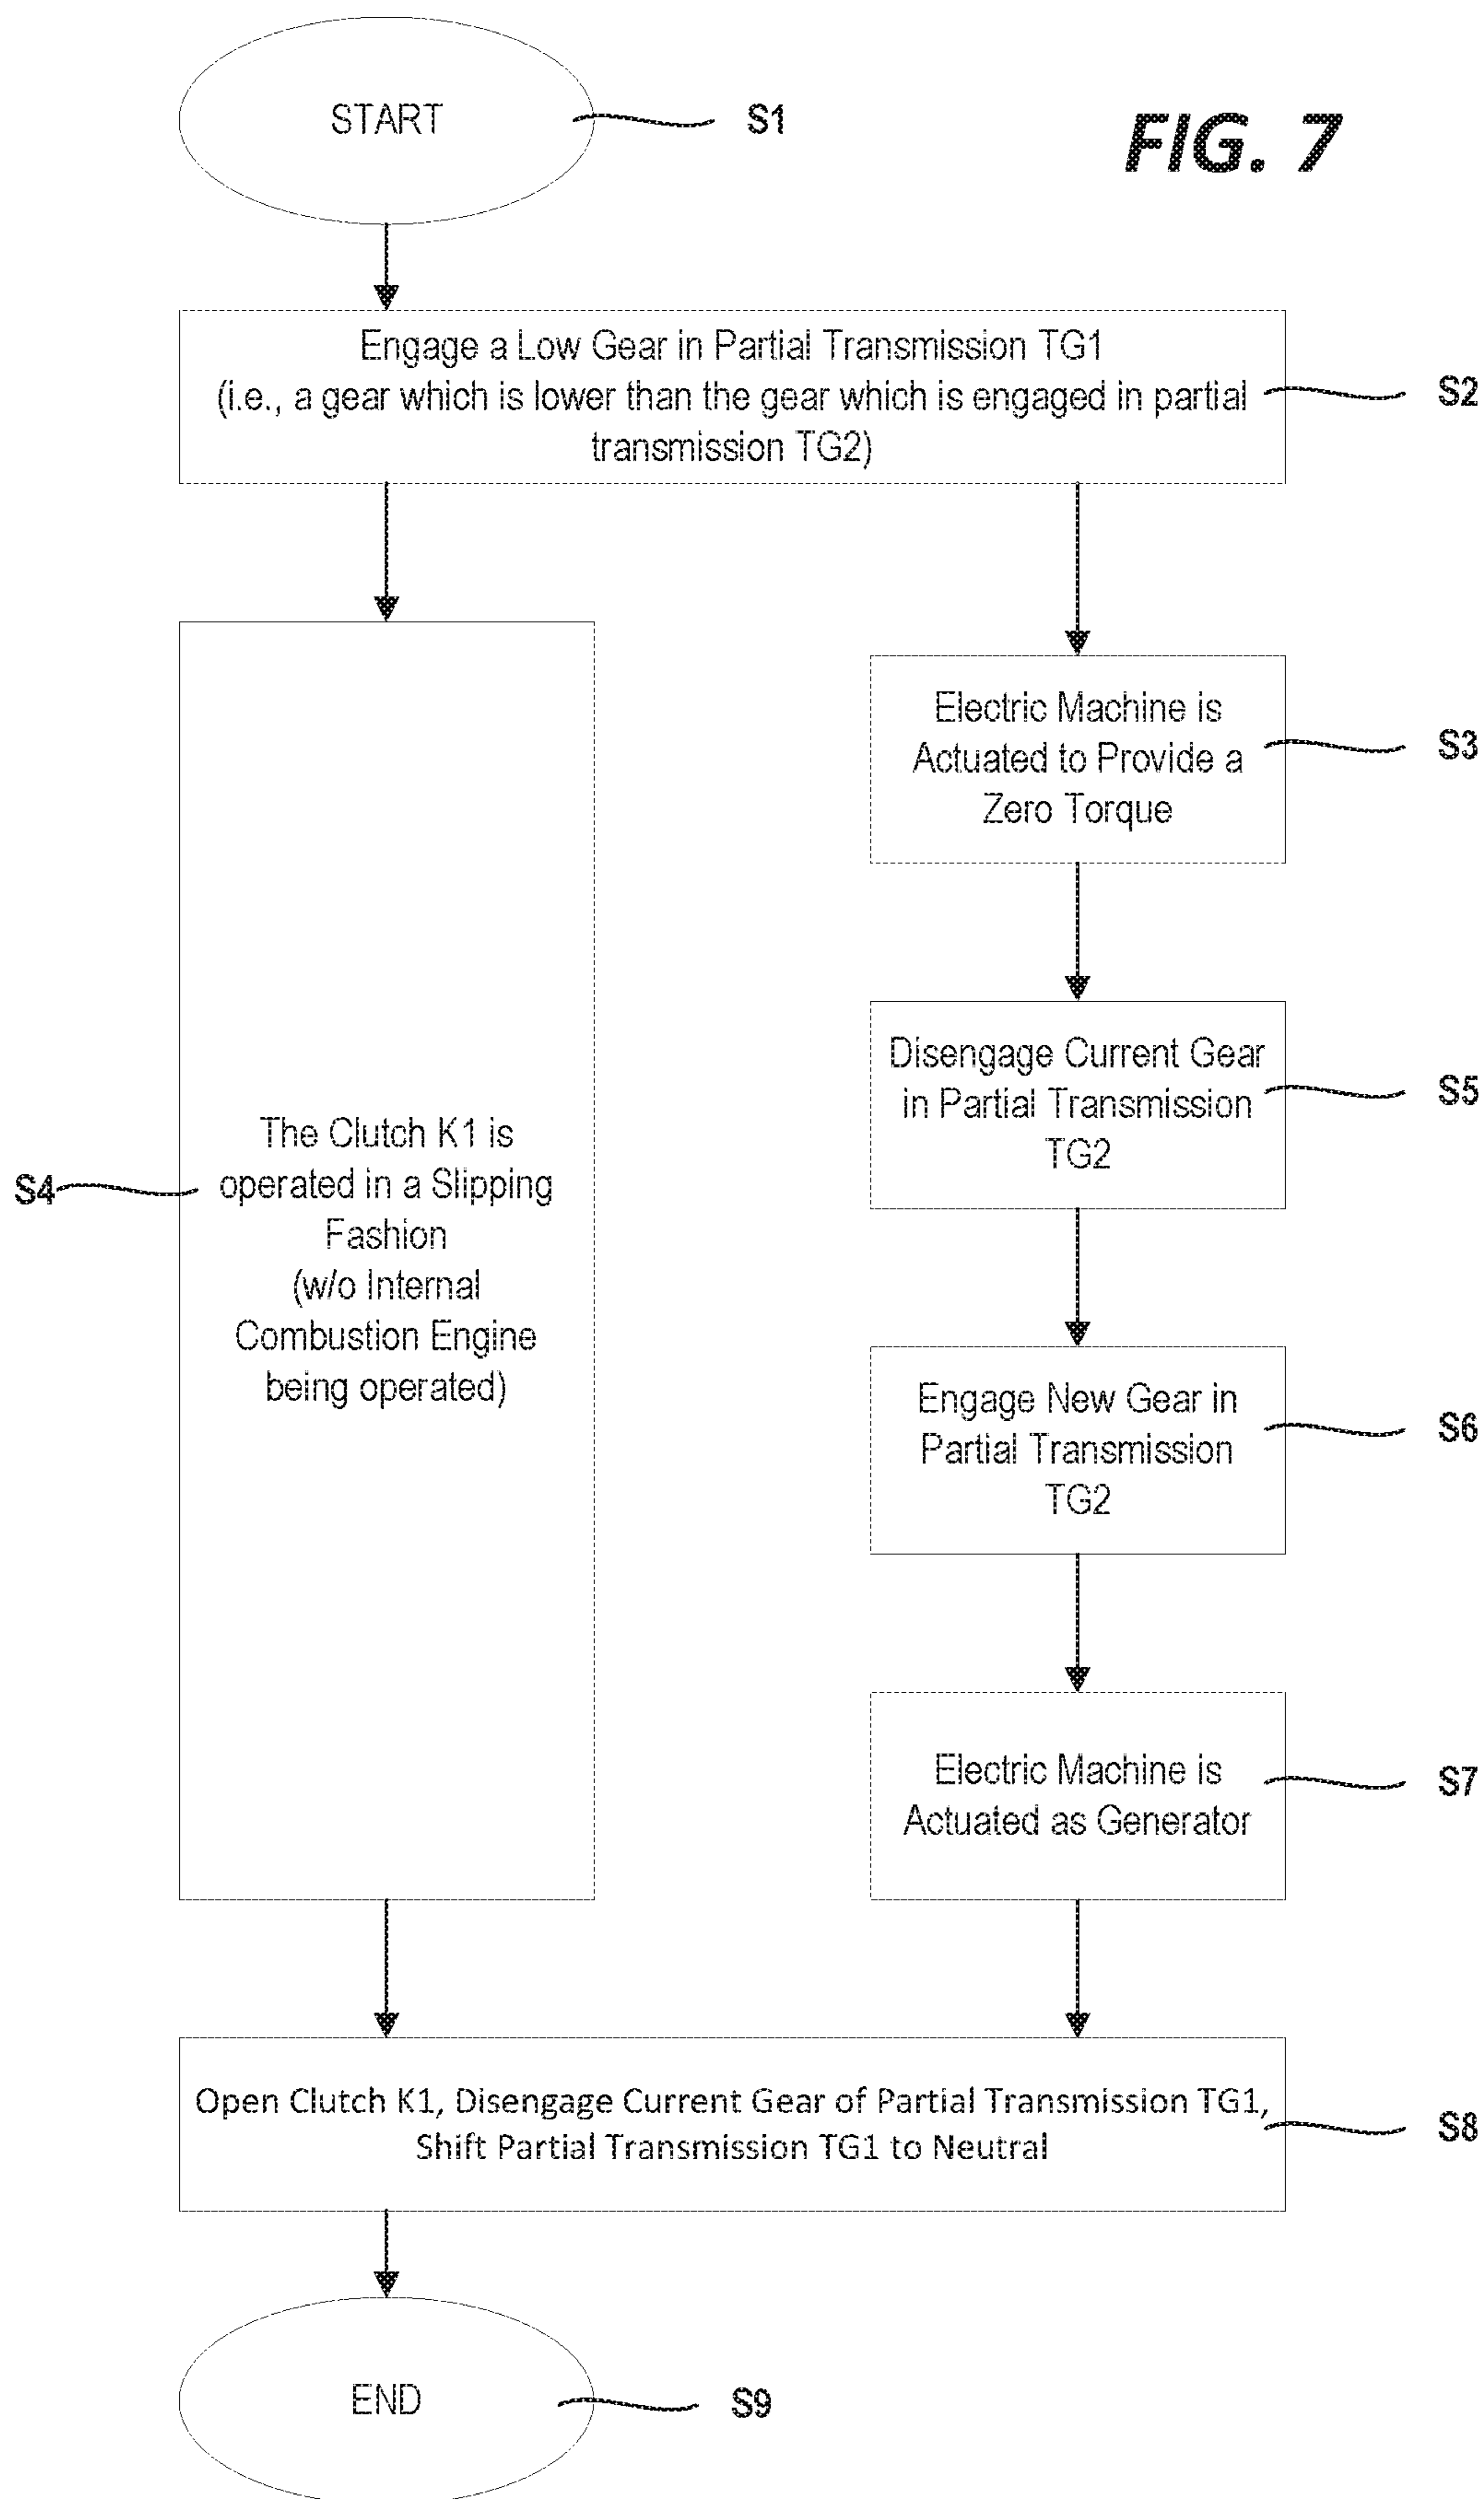 START
S1
FIG. 7
Engage a Low Gear in Partial Transmission TG1
(i.e., a gear which is lower than the gear which is engaged in partial
transmission TG2)
S2
Electric Machine is
Actuated to Provide a
Zero Torque
S3
S4
The Clutch K1 is
operated in a Slipping
Fashion
(w/o Internal
Combustion Engine
being operated)
Disengage Current Gear
in Partial Transmission
TG2
S5
Engage New Gear in
Partial Transmission
TG2
S6
Electric Machine is
Actuated as Generator
S7
Open Clutch K1, Disengage Current Gear of Partial Transmission TG1,
Shift Partial Transmission TG1 to Neutral
S8
END
S9